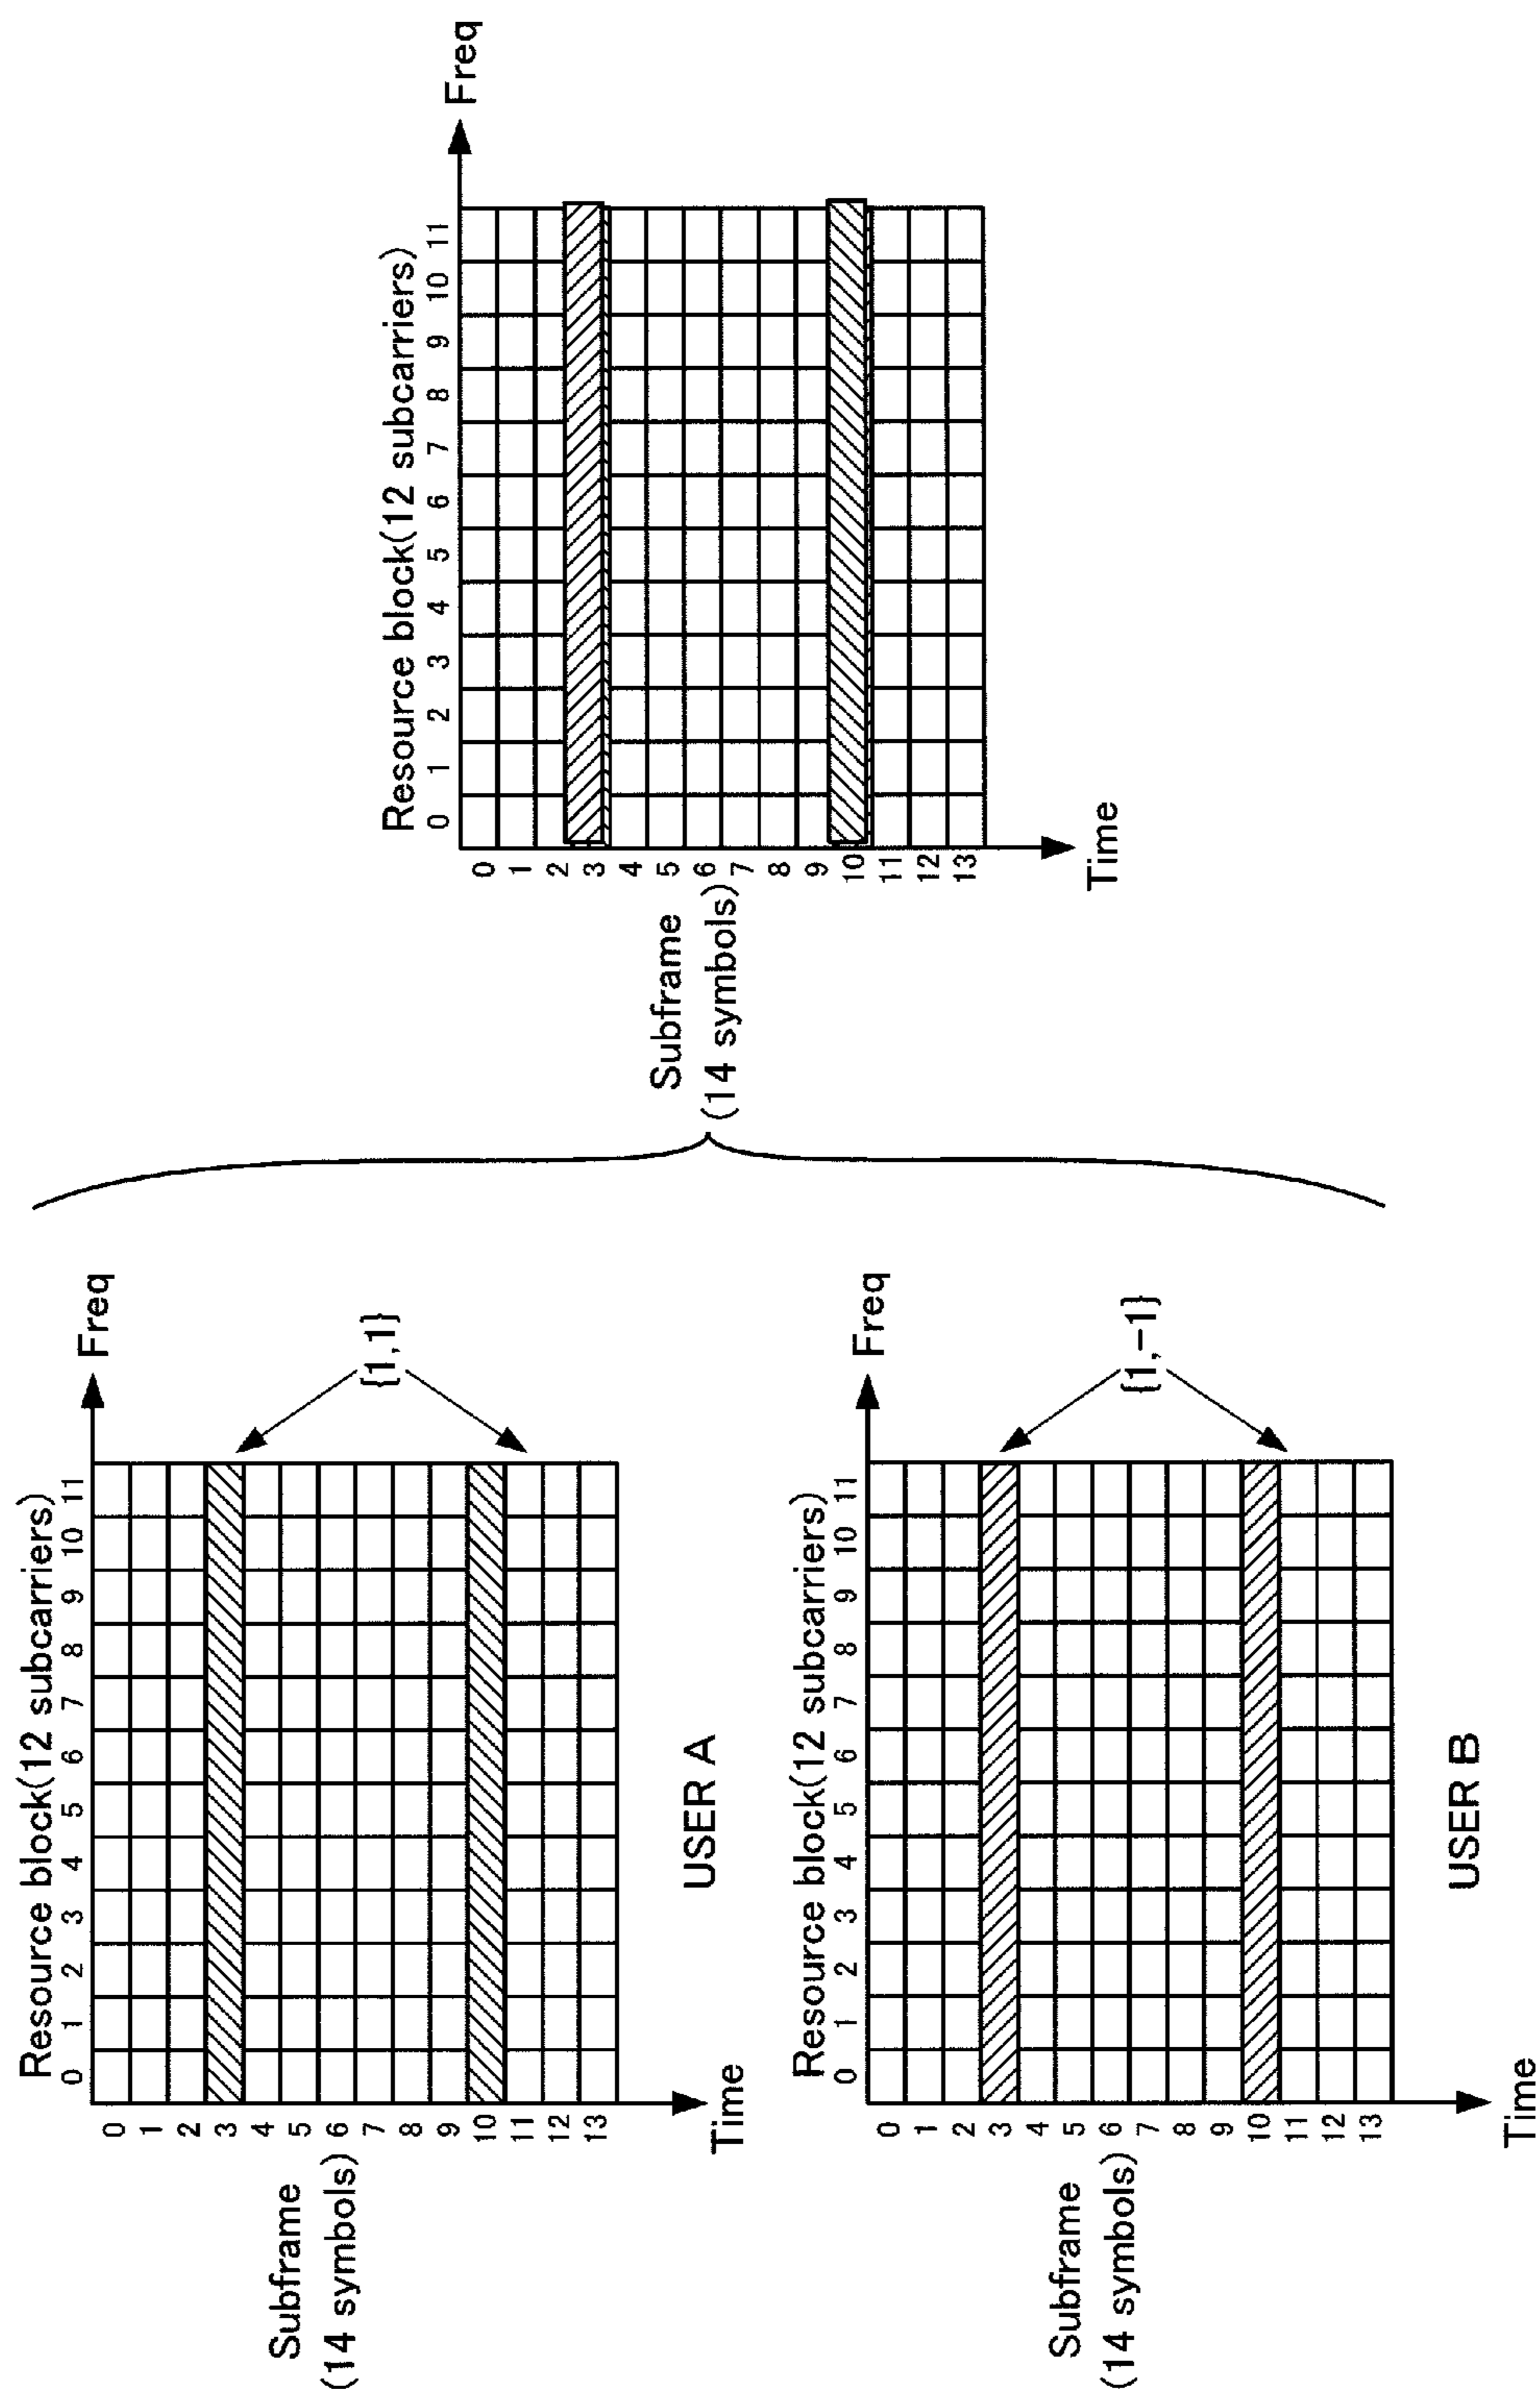 Resource block(12 subcarriers)
0 1 2 3 4 5 6 7 8 9 10 11
Freq
0
1
2
3
4
5
6
7
8
9
10
11
12
13
Subframe
(14 symbols)
{1,1}
Time
USER A
Resource block(12 subcarriers)
0 1 2 3 4 5 6 7 8 9 10 11
Freq
0
1
2
3
4
5
6
7
8
9
10
11
12
13
Subframe
(14 symbols)
{1,−1}
Time
USER B
Resource block(12 subcarriers)
0 1 2 3 4 5 6 7 8 9 10 11
Freq
0
1
2
3
4
5
6
7
8
9
10
11
12
13
Subframe
(14 symbols)
Time